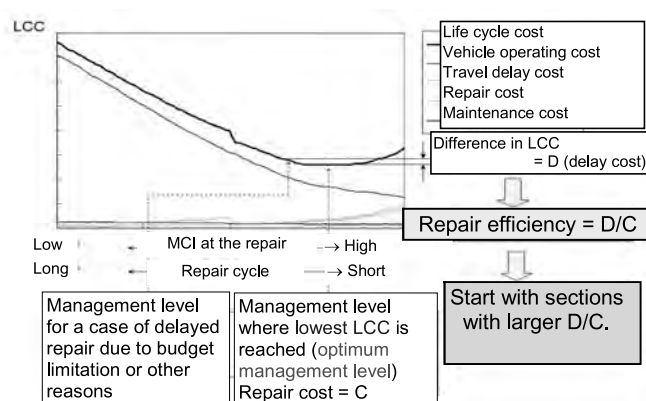 LCC
Life cycle cost
Vehicle operating cost
Travel delay cost
Repair cost
Maintenance cost
Difference in LCC
= D (delay cost)
Repair efficiency = D/C
Low MCI at the repair High
Long Repair cycle Short
Management level
for a case of delayed
repair due to budget
limitation or other
reasons
Management level
where lowest LCC is
reached (optimum
management level)
Repair cost = C
Start with sections
with larger D/C.